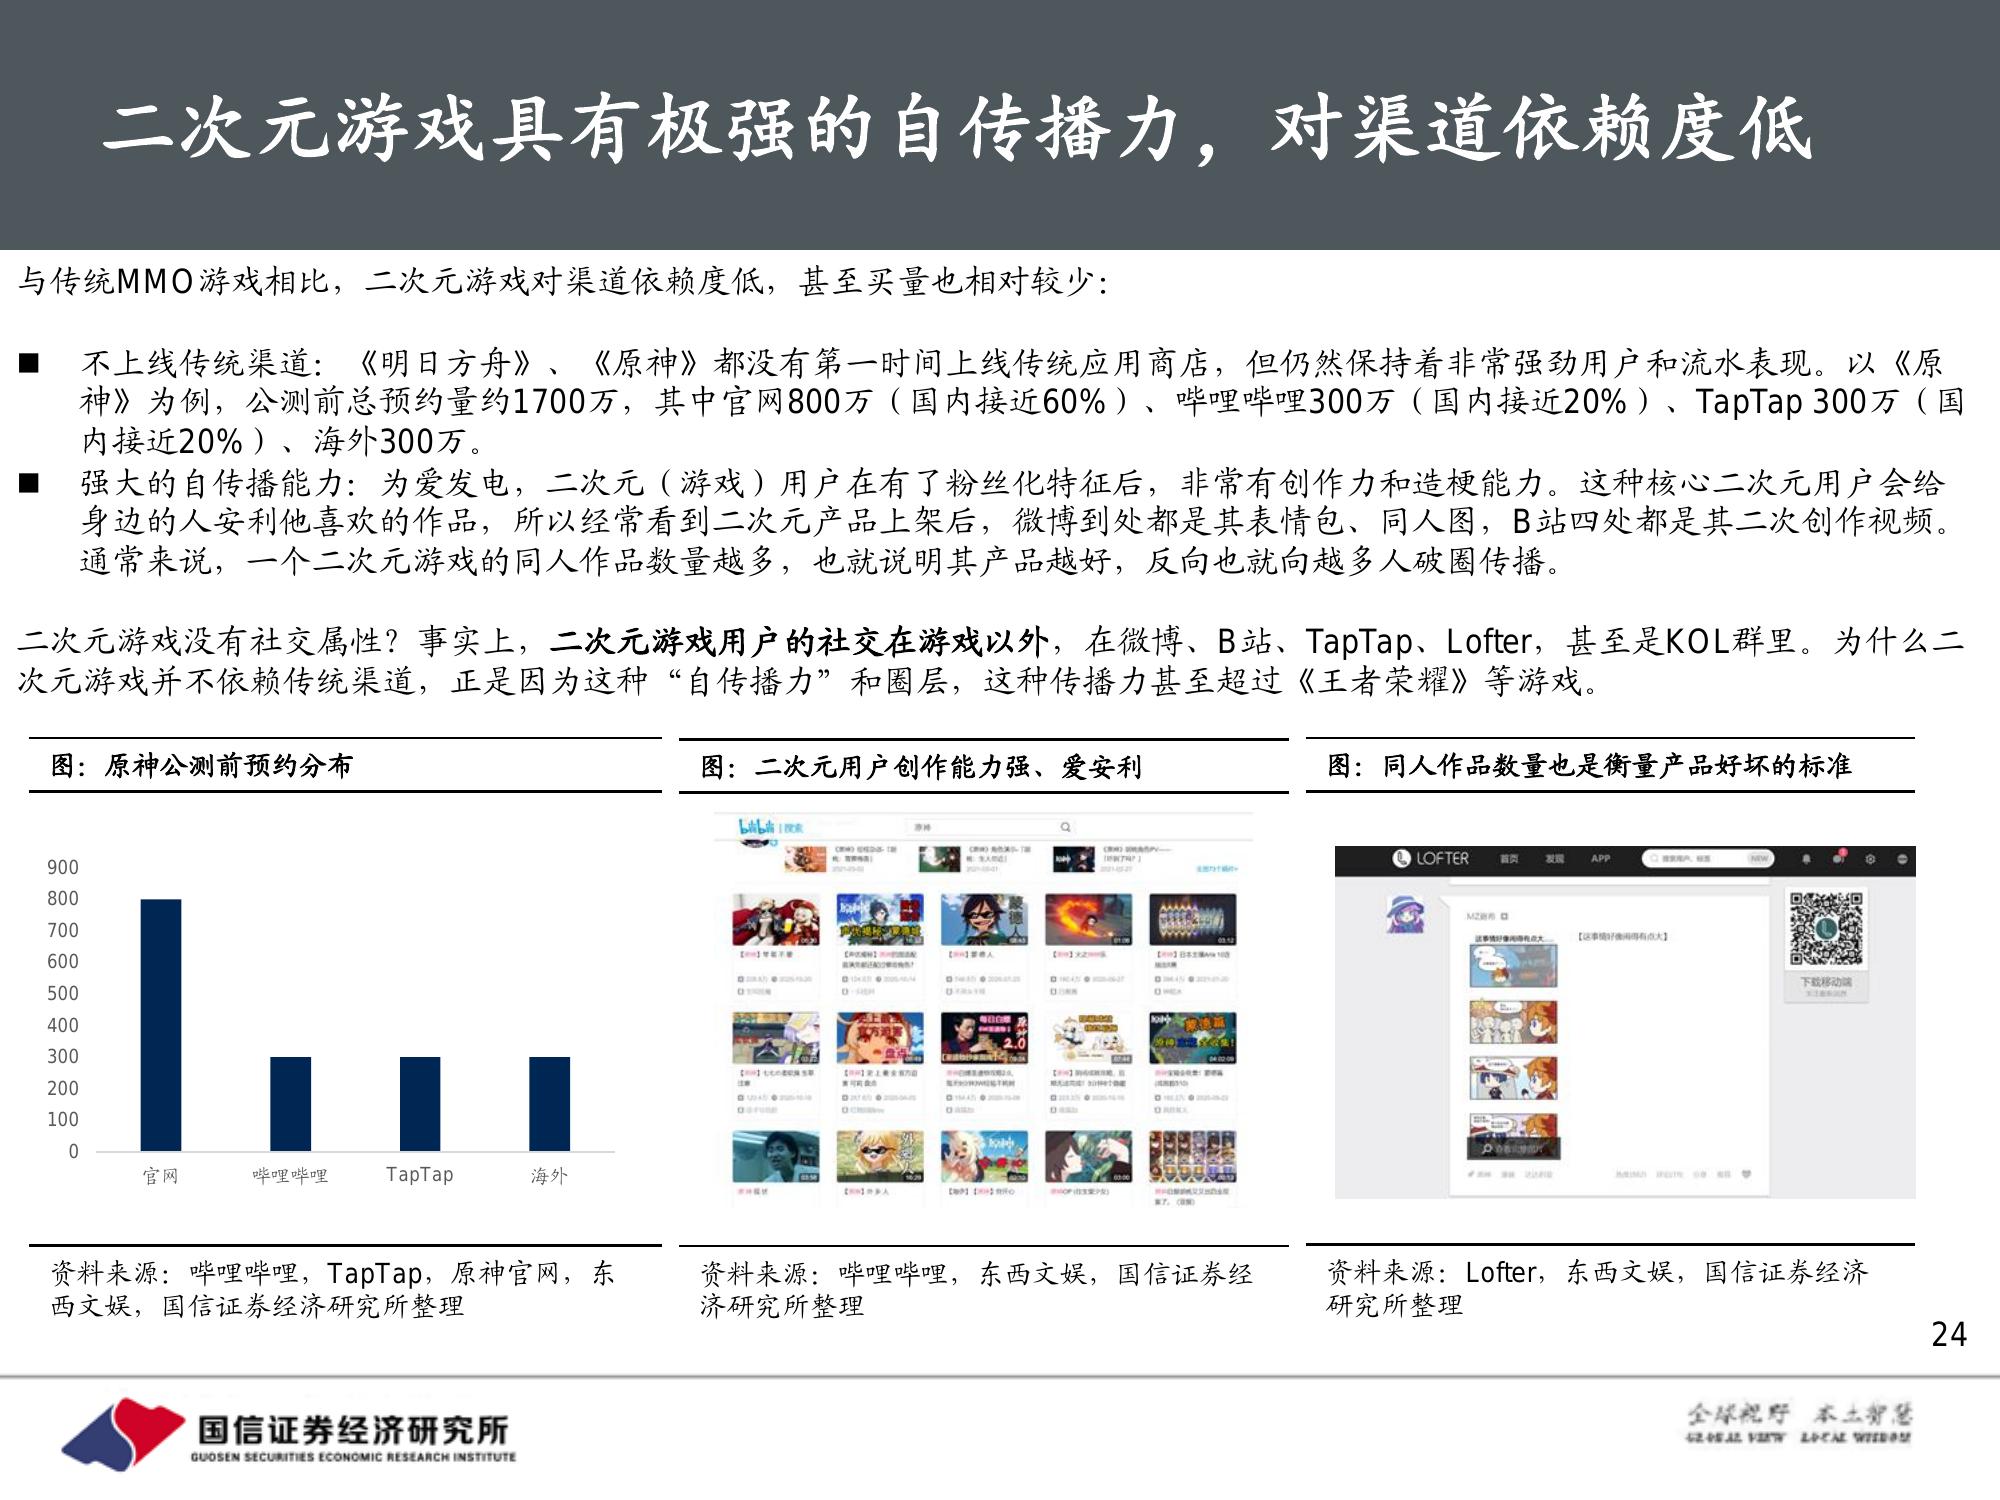 二次元游戏具有极强的自传播力，对渠道依赖度低
与传统MMO游戏相比，二次元游戏对渠道依赖度低，甚至买量也相对较少：
■ 不上线传统渠道：《明日方舟》、《原神》都没有第一时间上线传统应用商店，但仍然保持着非常强劲用户和流水表现。以《原
神》为例，公测前总预约量约1700万，其中官网800万（国内接近60%）、哔哩哔哩300万（国内接近20%）、TapTap 300万（国
内接近20%）、海外300万。
■ 强大的自传播能力：为爱发电，二次元（游戏）用户在有了粉丝化特征后，非常有创作力和造梗能力。这种核心二次元用户会给
身边的人安利他喜欢的作品，所以经常看到二次元产品上架后，微博到处都是其表情包、同人图，B站四处都是其二次创作视频。
通常来说，一个二次元游戏的同人作品数量越多，也就说明其产品越好，反向也就向越多人破圈传播。
二次元游戏没有社交属性？事实上，二次元游戏用户的社交在游戏以外，在微博、B站、TapTap、Lofter，甚至是KOL群里。为什么二
次元游戏并不依赖传统渠道，正是因为这种“自传播力”和圈层，这种传播力甚至超过《王者荣耀》等游戏。
图：原神公测前预约分布
900
800
700
600
500
400
300
200
100
0
官网 哔哩哔哩 TapTap 海外
资料来源：哔哩哔哩，TapTap，原神官网，东
西文娱，国信证券经济研究所整理
图：二次元用户创作能力强、爱安利
bilibili | 搜索
原神
资料来源：哔哩哔哩，东西文娱，国信证券经
济研究所整理
图：同人作品数量也是衡量产品好坏的标准
LOFTER 首页 发现 APP
NEW
【这事情好像闹得有点大】
下载移动端
资料来源：Lofter，东西文娱，国信证券经济
研究所整理
24
国信证券经济研究所
GUOSEN SECURITIES ECONOMIC RESEARCH INSTITUTE
全球视野 本土智慧
GLOBAL VIEW LOCAL WISDOM